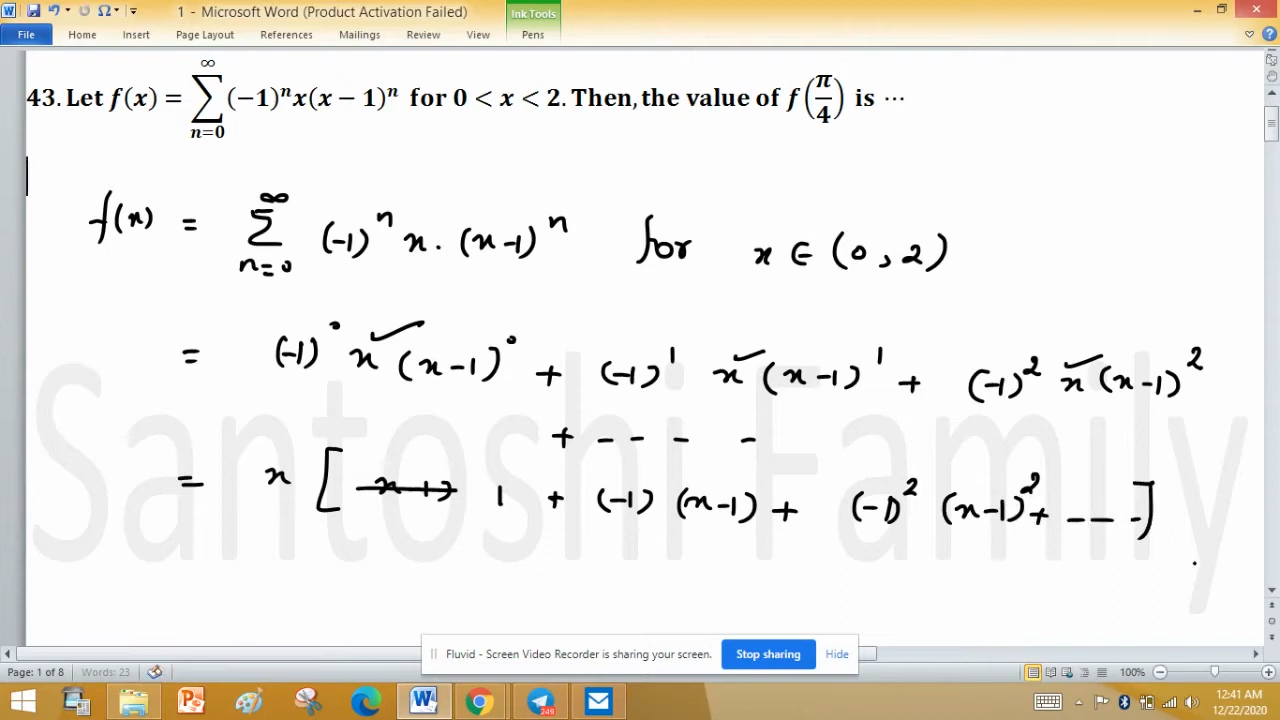 1 - Microsoft Word (Product Activation Failed)
Ink Tools
File Home Insert Page Layout References Mailings Review View Pens
43. Let f(x) = ∑_{n=0}^{∞} (−1)ⁿx(x − 1)ⁿ for 0 < x < 2. Then, the value of f(π/4) is ⋯
f(x) = ∑_{n=0}^{∞} (-1)ⁿ x · (x-1)ⁿ for x ∈ (0, 2)
= (-1)⁰ x (x-1)⁰ + (-1)¹ x (x-1)¹ + (-1)² x (x-1)²
+ - - - -
= x [ 1 + (-1) (x-1) + (-1)² (x-1)² + - - - ]
Santoshi Family
Fluvid - Screen Video Recorder is sharing your screen. Stop sharing Hide
Page: 1 of 8 Words: 23 100%
249
12:41 AM
12/22/2020